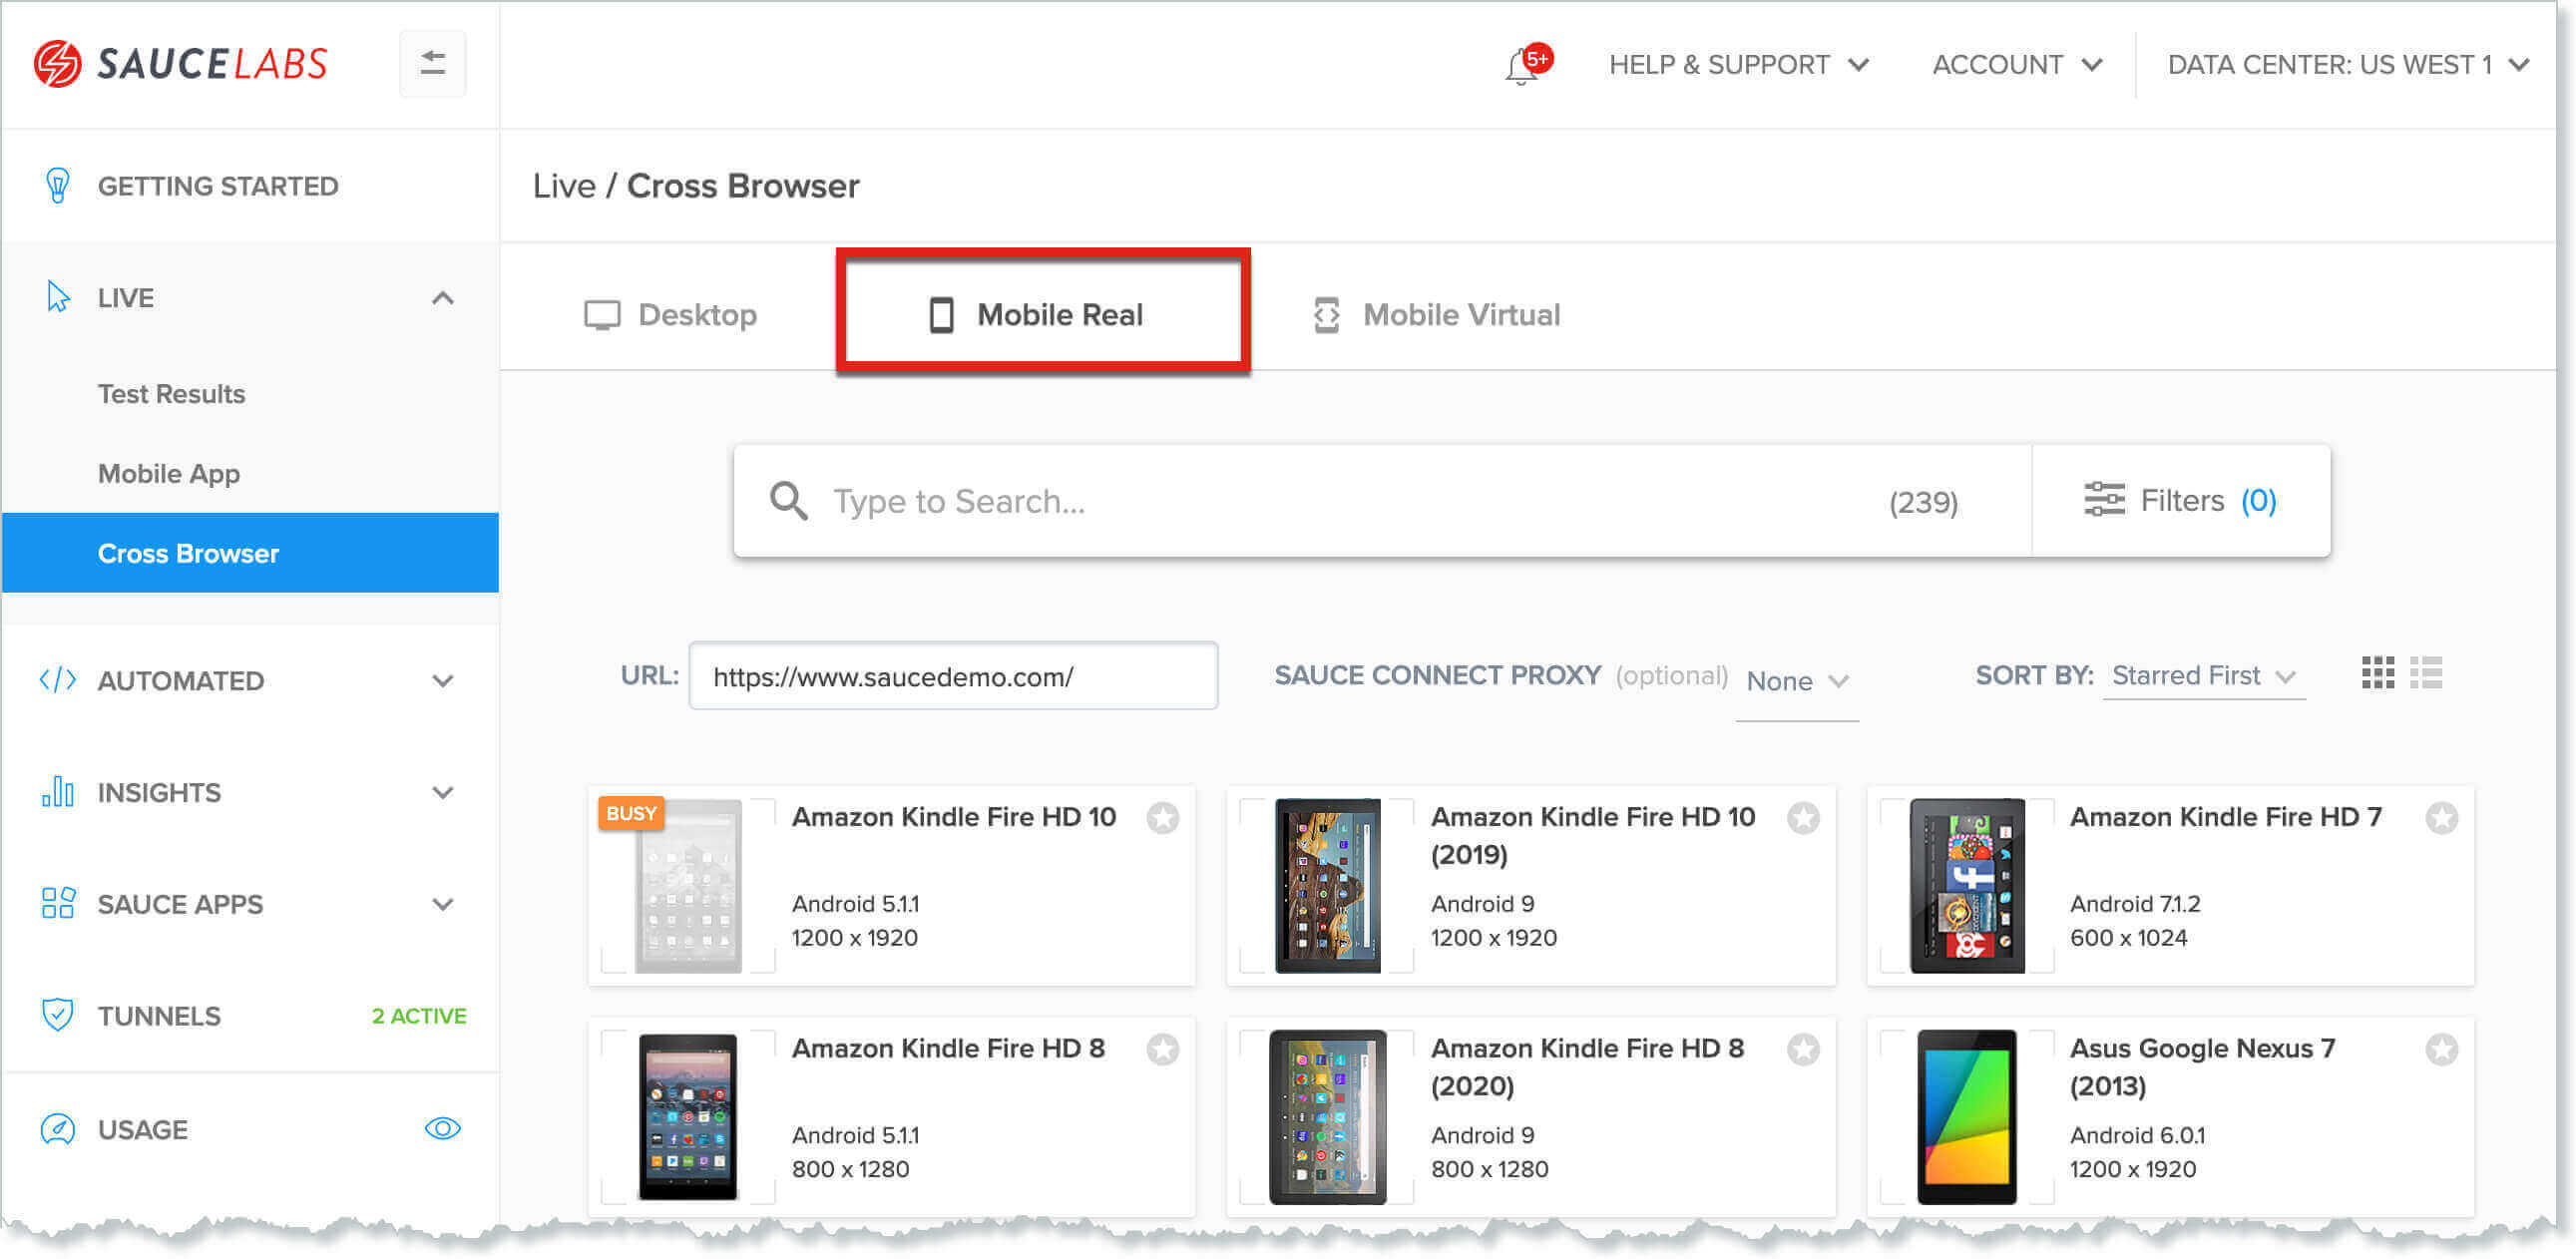 SAUCELABS
5+
HELP & SUPPORT
ACCOUNT
DATA CENTER: US WEST 1
GETTING STARTED
LIVE
Test Results
Mobile App
Cross Browser
AUTOMATED
INSIGHTS
SAUCE APPS
TUNNELS
2 ACTIVE
USAGE
Live / Cross Browser
Desktop
Mobile Real
Mobile Virtual
Type to Search...
(239)
Filters (0)
URL:
https://www.saucedemo.com/
SAUCE CONNECT PROXY (optional)
None
SORT BY:
Starred First
BUSY
Amazon Kindle Fire HD 10
Android 5.1.1
1200 x 1920
Amazon Kindle Fire HD 10
(2019)
Android 9
1200 x 1920
Amazon Kindle Fire HD 7
Android 7.1.2
600 x 1024
Amazon Kindle Fire HD 8
Android 5.1.1
800 x 1280
Amazon Kindle Fire HD 8
(2020)
Android 9
800 x 1280
Asus Google Nexus 7
(2013)
Android 6.0.1
1200 x 1920